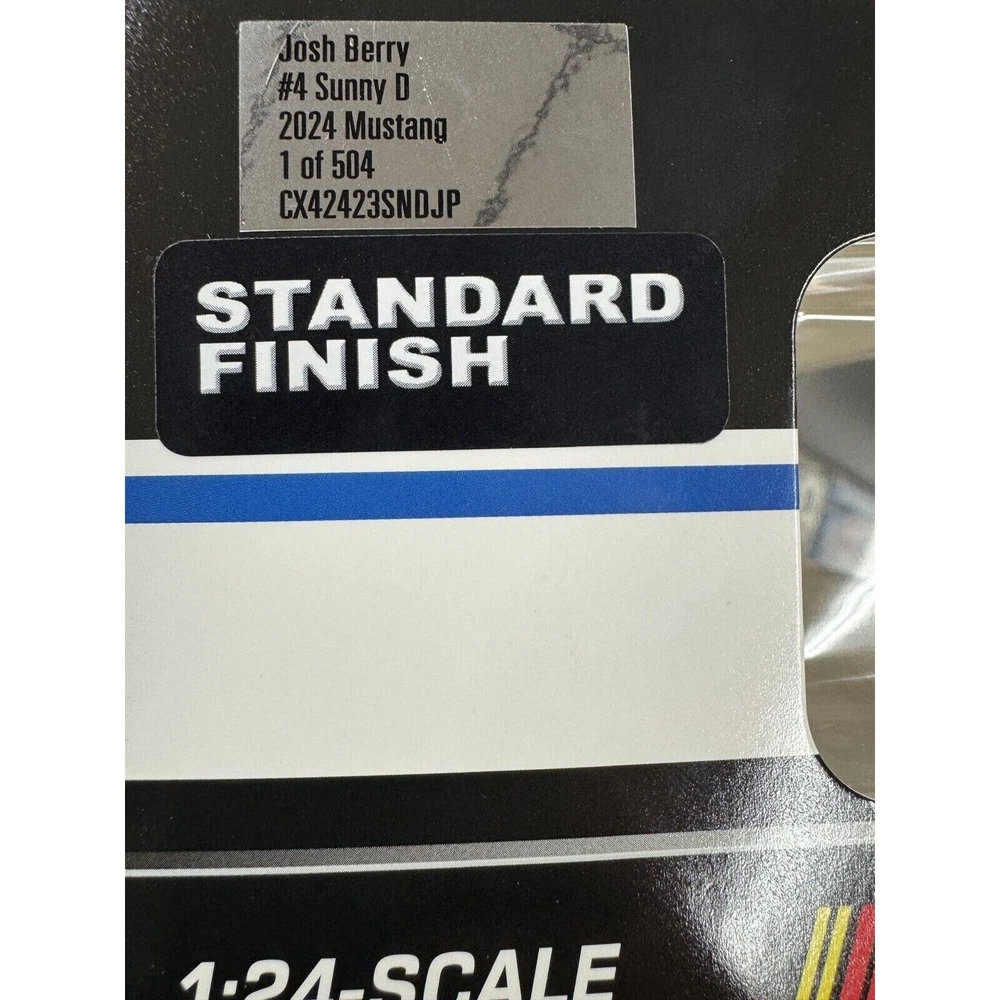 Josh Berry
#4 Sunny D
2024 Mustang
1 of 504
CX42423SNDJP
STANDARD
FINISH
1:24-SCALE